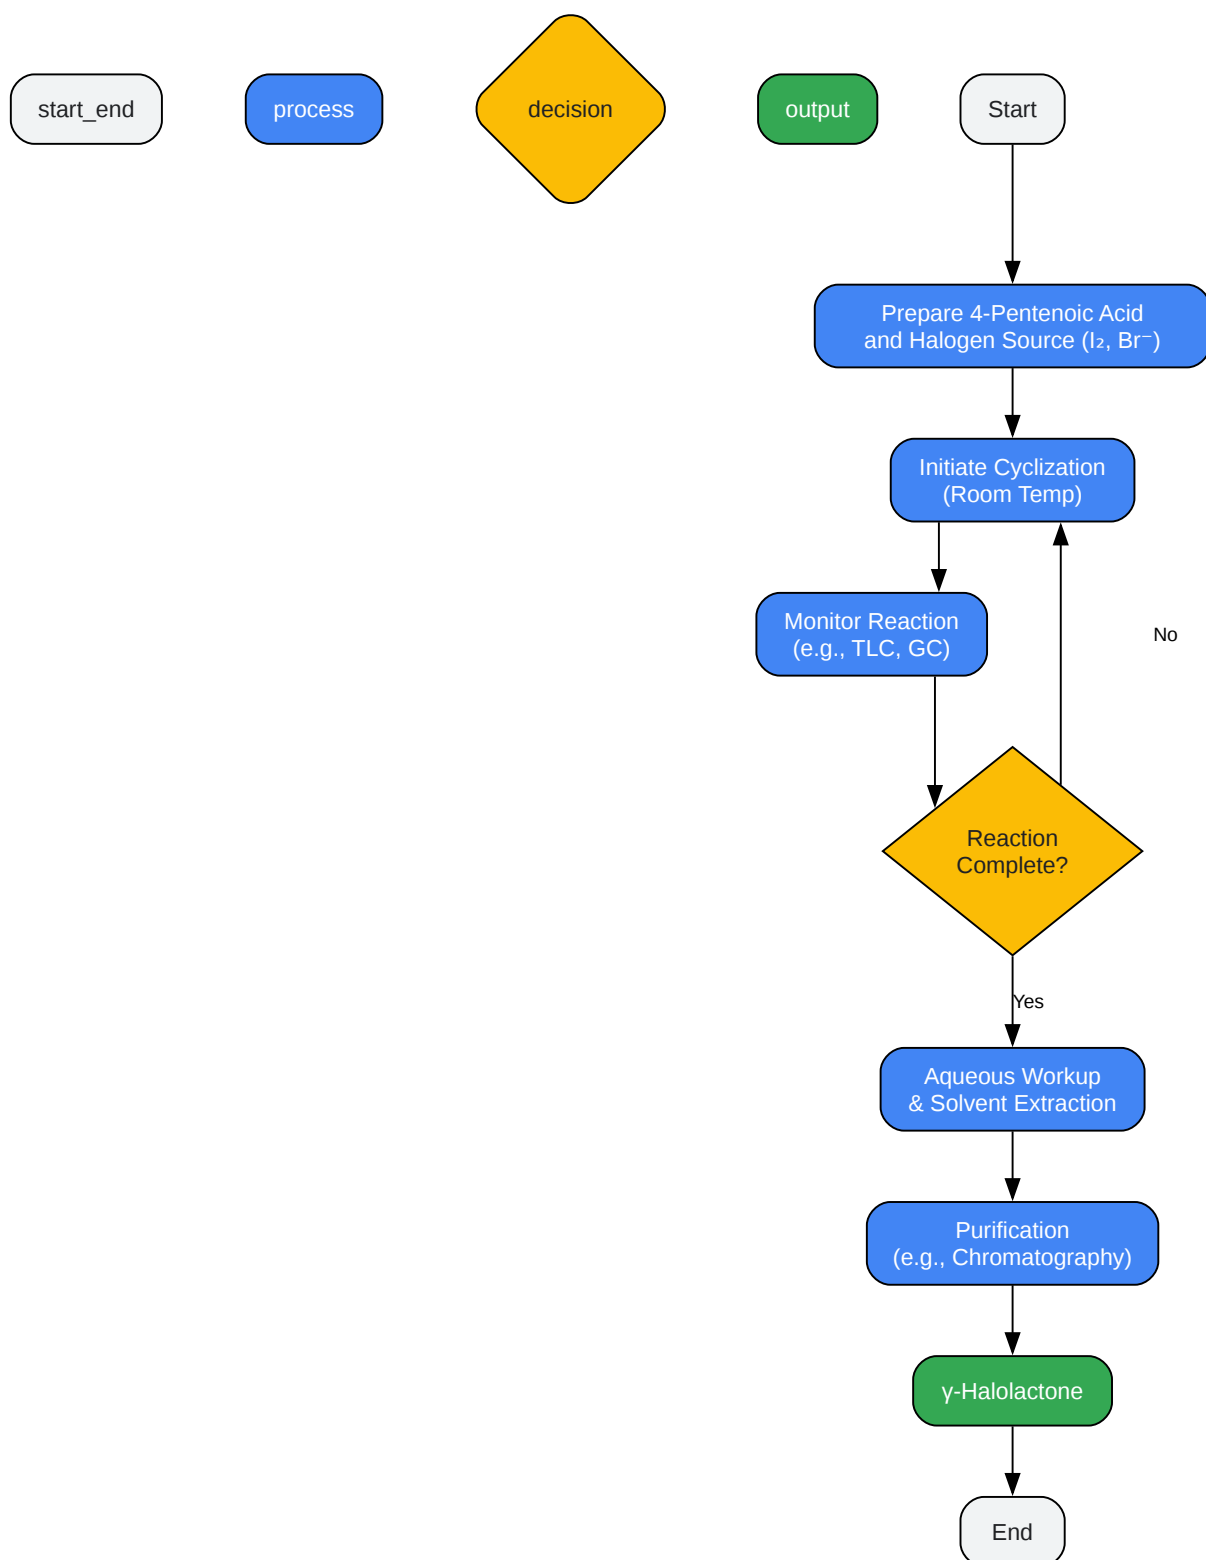 start_end
process
decision
output
Start
Prepare 4-Pentenoic Acid
and Halogen Source (I₂, Br⁻)
Initiate Cyclization
(Room Temp)
Monitor Reaction
(e.g., TLC, GC)
No
Reaction
Complete?
Yes
Aqueous Workup
& Solvent Extraction
Purification
(e.g., Chromatography)
γ-Halolactone
End